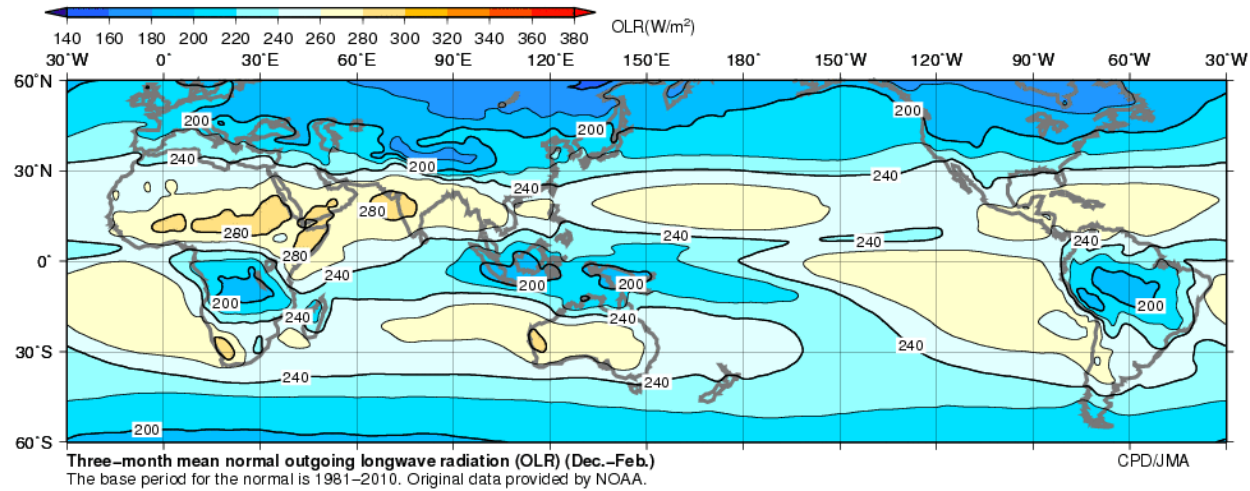 140 160 180 200 220 240 260 280 300 320 340 360 380
OLR(W/m²)
30°W 0° 30°E 60°E 90°E 120°E 150°E 180° 150°W 120°W 90°W 60°W 30°W
60°N
200 200 200
200
240 200
30°N
240 240
280 240
280 240 240 240
280
0°
240
200 200 200 200
240 240
30°S
240
240 240
200
60°S
Three−month mean normal outgoing longwave radiation (OLR) (Dec.−Feb.)
CPD/JMA
The base period for the normal is 1981−2010. Original data provided by NOAA.